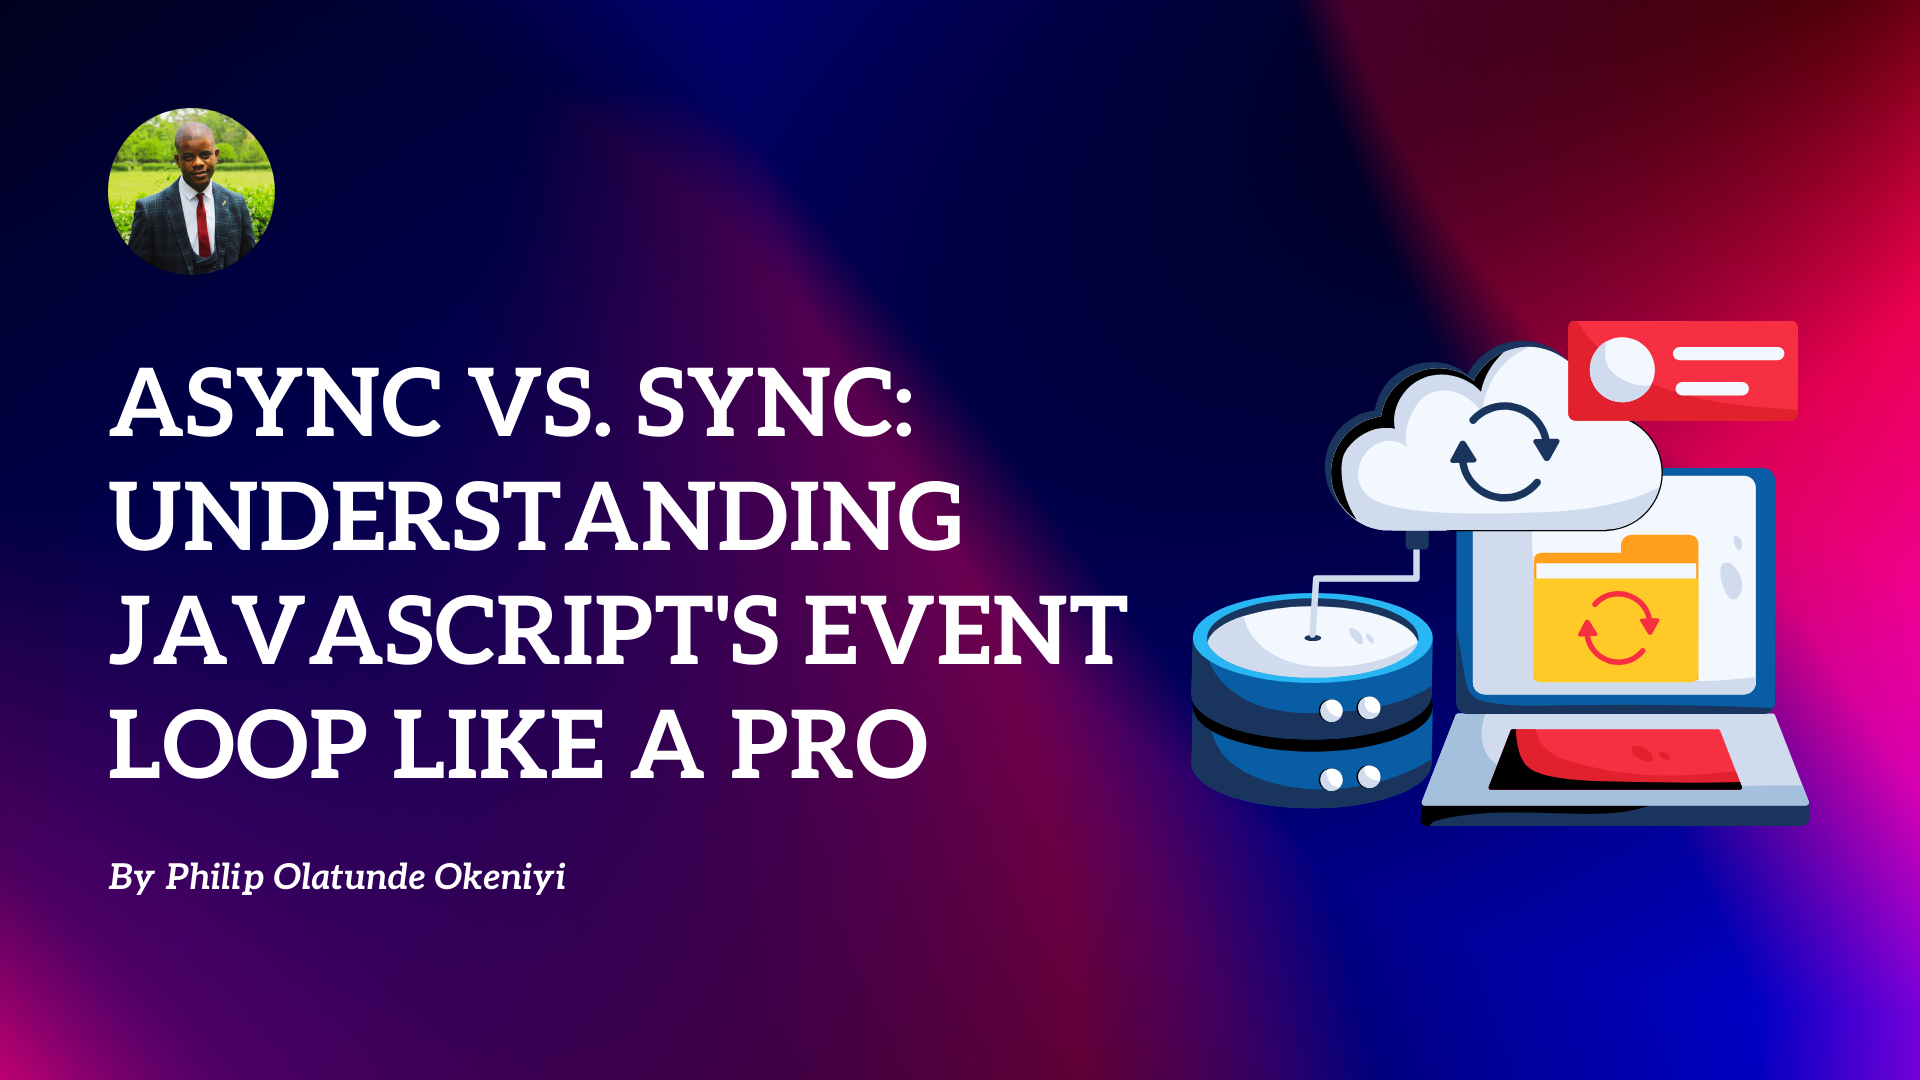 ASYNC VS. SYNC:
UNDERSTANDING
JAVASCRIPT'S EVENT
LOOP LIKE A PRO
By Philip Olatunde Okeniyi